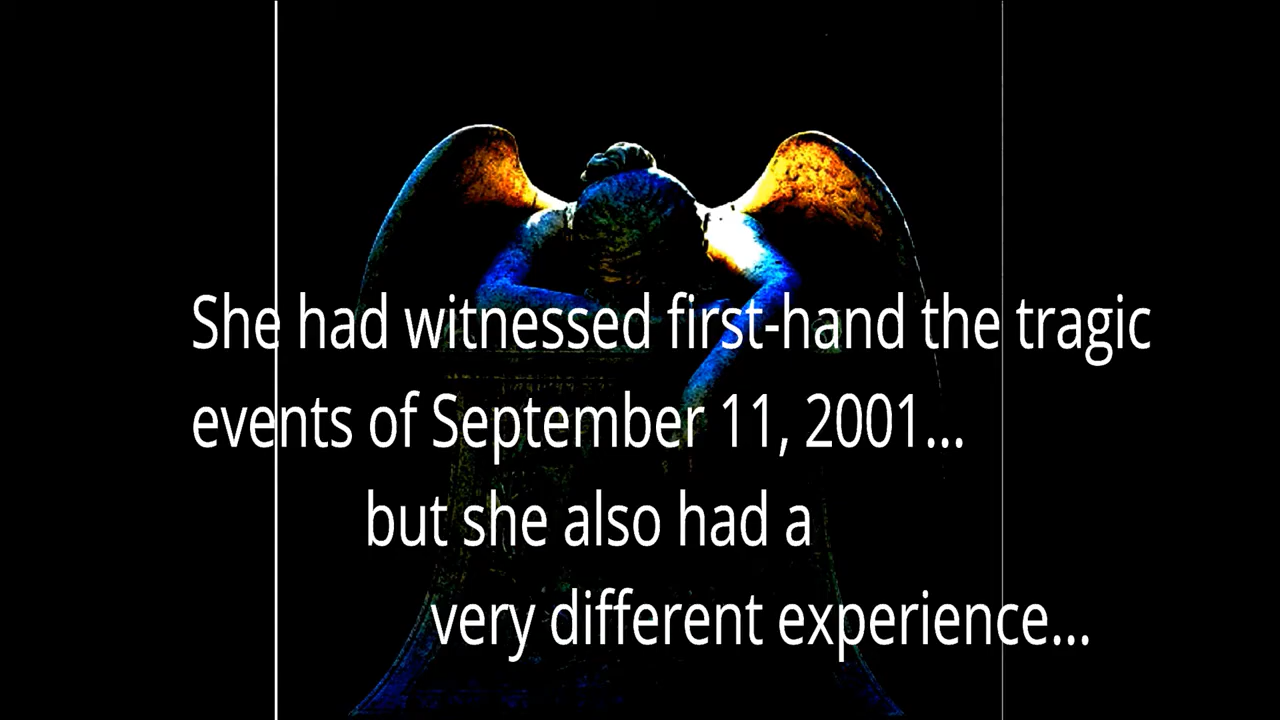 She had witnessed first-hand the tragic
events of September 11, 2001...
but she also had a
very different experience...